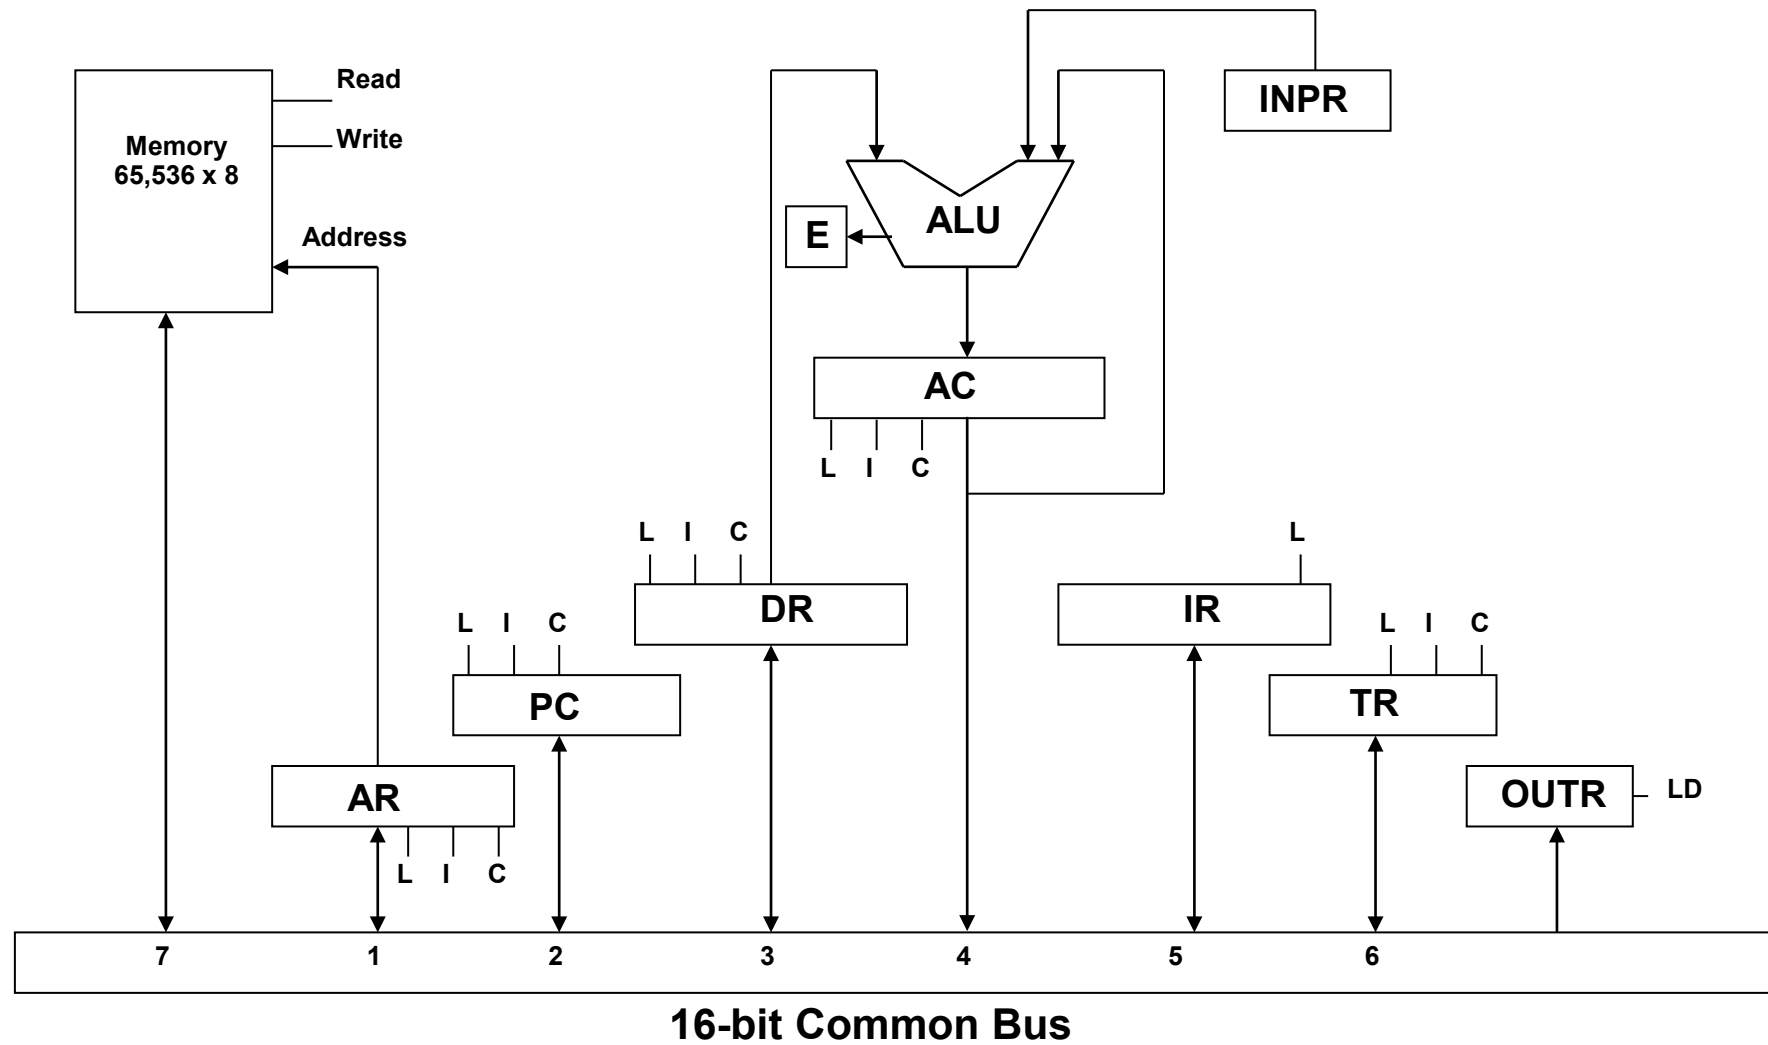 Read
Write
Memory
65,536 x 8
Address
INPR
ALU
E
AC
L I C
L I C
DR
L
IR
L I C
PC
L I C
TR
AR
L I C
OUTR LD
7 1 2 3 4 5 6
16-bit Common Bus